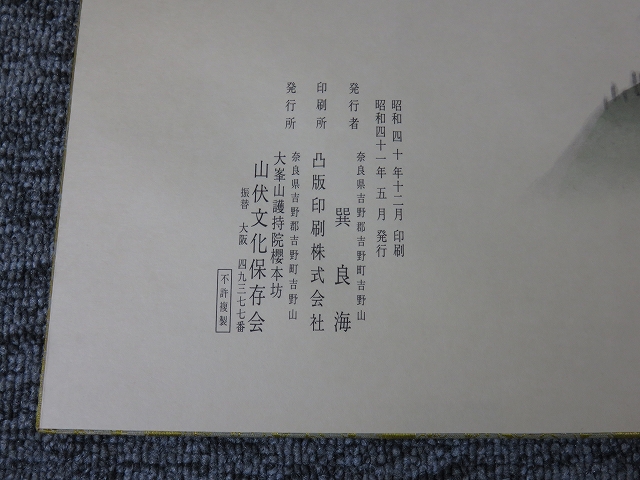 昭和四十年十二月 印刷
昭和四十一年五月 発行
奈良県吉野郡吉野町吉野山
発行者 巽良海
印刷所 凸版印刷株式会社
奈良県吉野郡吉野町吉野山
発行所 大峯山護持院櫻本坊
山伏文化保存会
振替 大阪 四九三七七番
不許複製